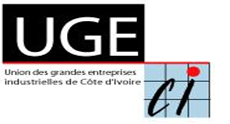 UGE
Union des grandes entreprises
industrielles de Côte d'Ivoire
ci